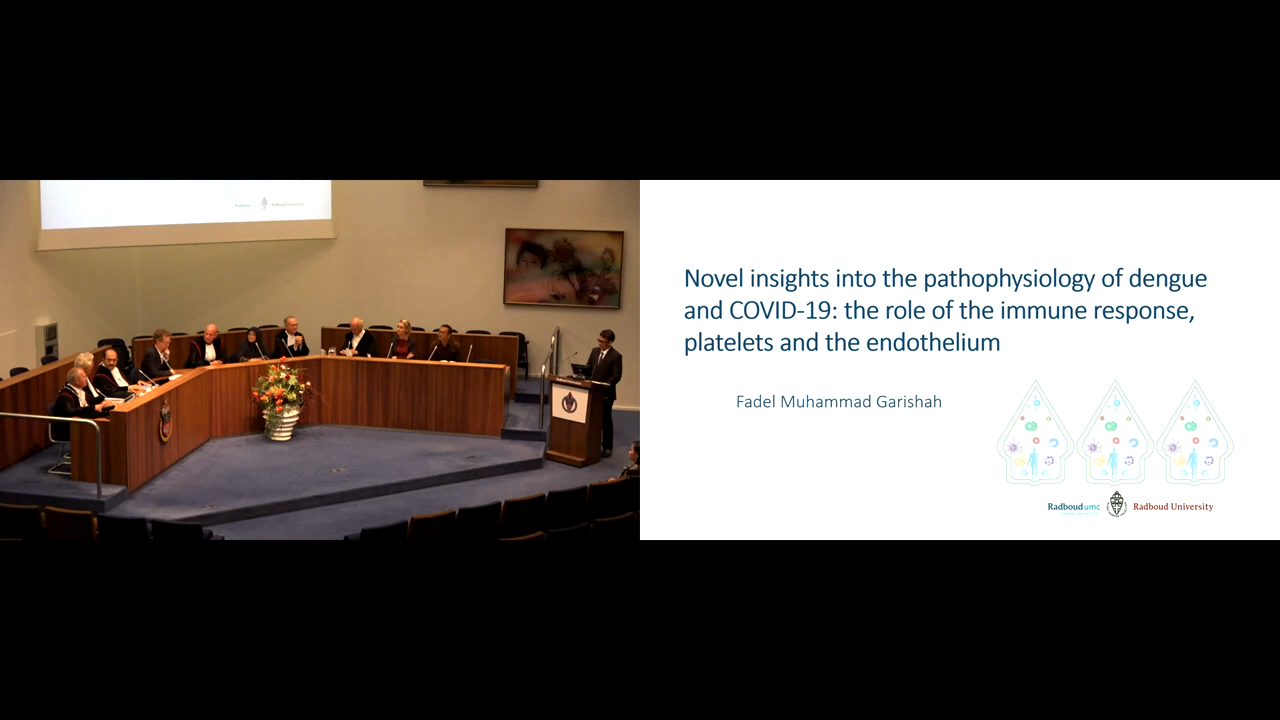 Novel insights into the pathophysiology of dengue
and COVID-19: the role of the immune response,
platelets and the endothelium
Fadel Muhammad Garishah
Radboudumc
Radboud University